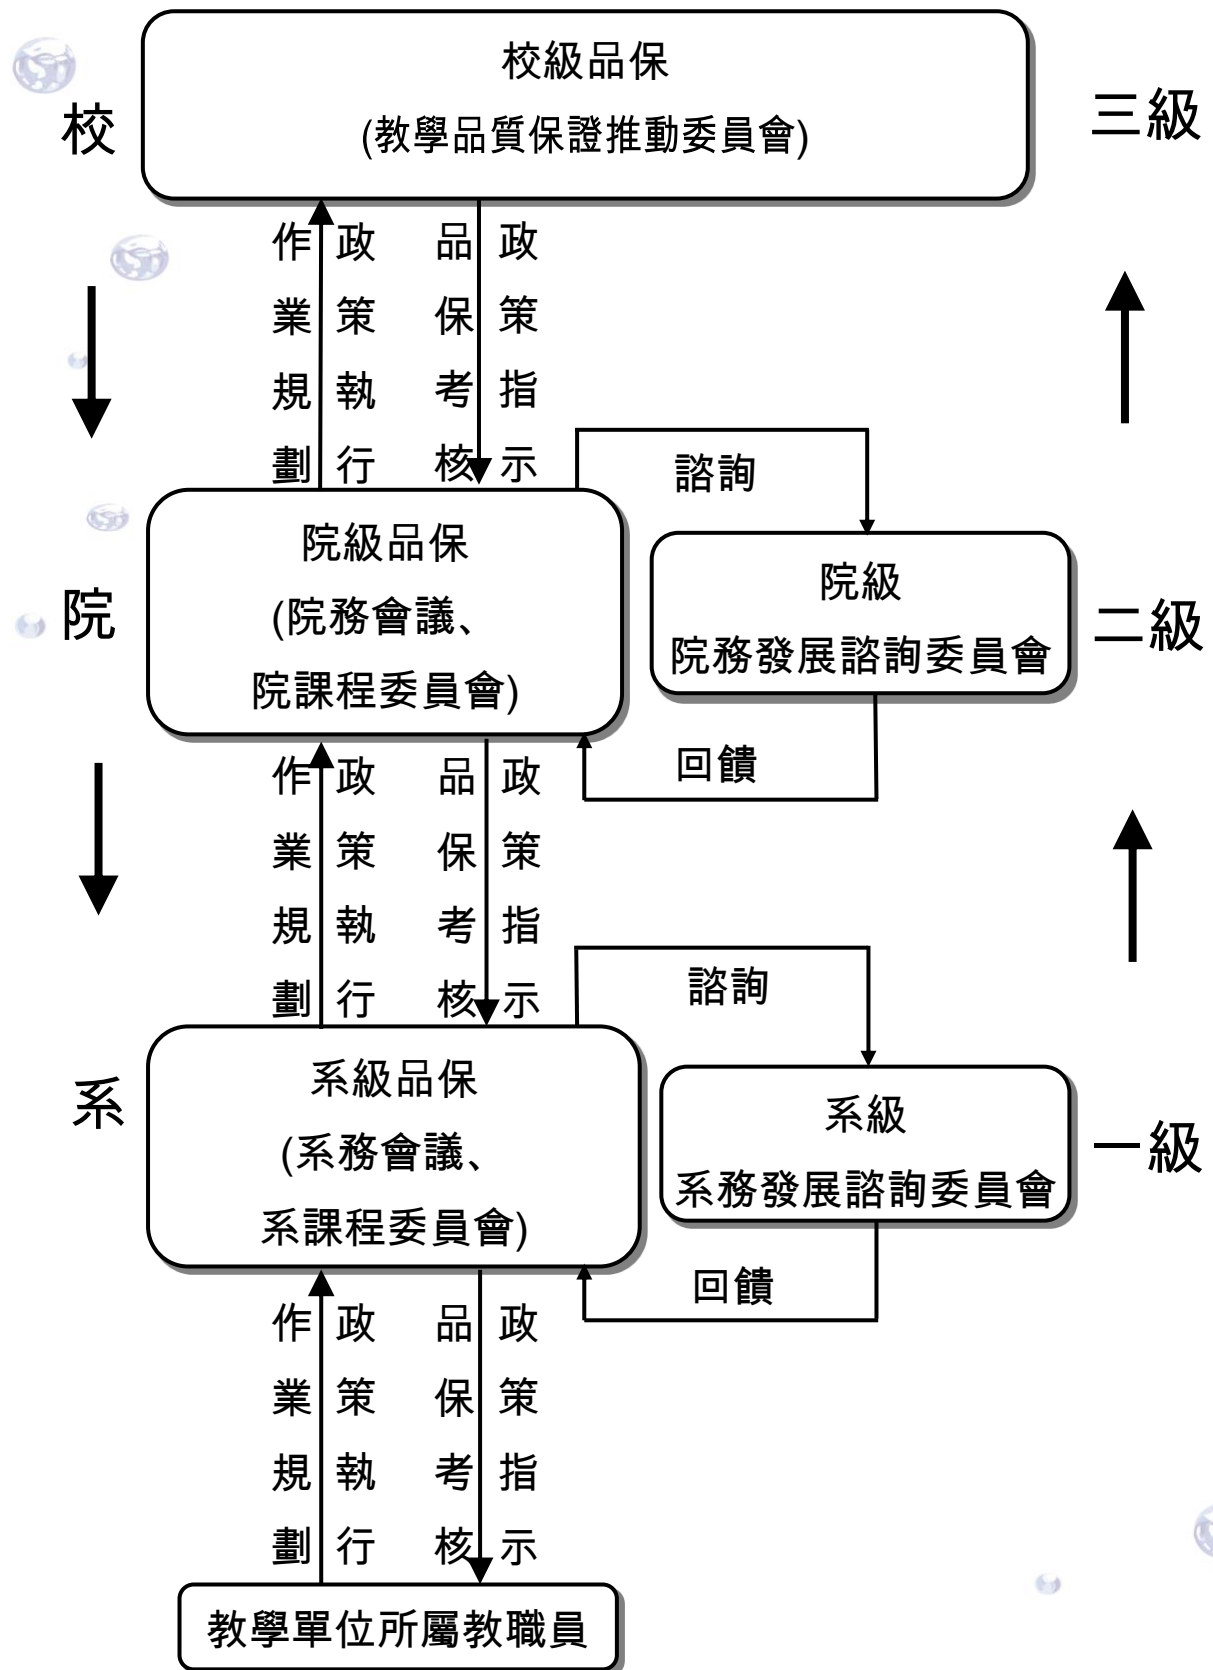 校
校級品保
(教學品質保證推動委員會)
三級
作業規劃
政策執行
品保考核
政策指示
諮詢
院
院級品保
(院務會議、
院課程委員會)
院級
院務發展諮詢委員會
二級
回饋
作業規劃
政策執行
品保考核
政策指示
諮詢
系
系級品保
(系務會議、
系課程委員會)
系級
系務發展諮詢委員會
一級
回饋
作業規劃
政策執行
品保考核
政策指示
教學單位所屬教職員